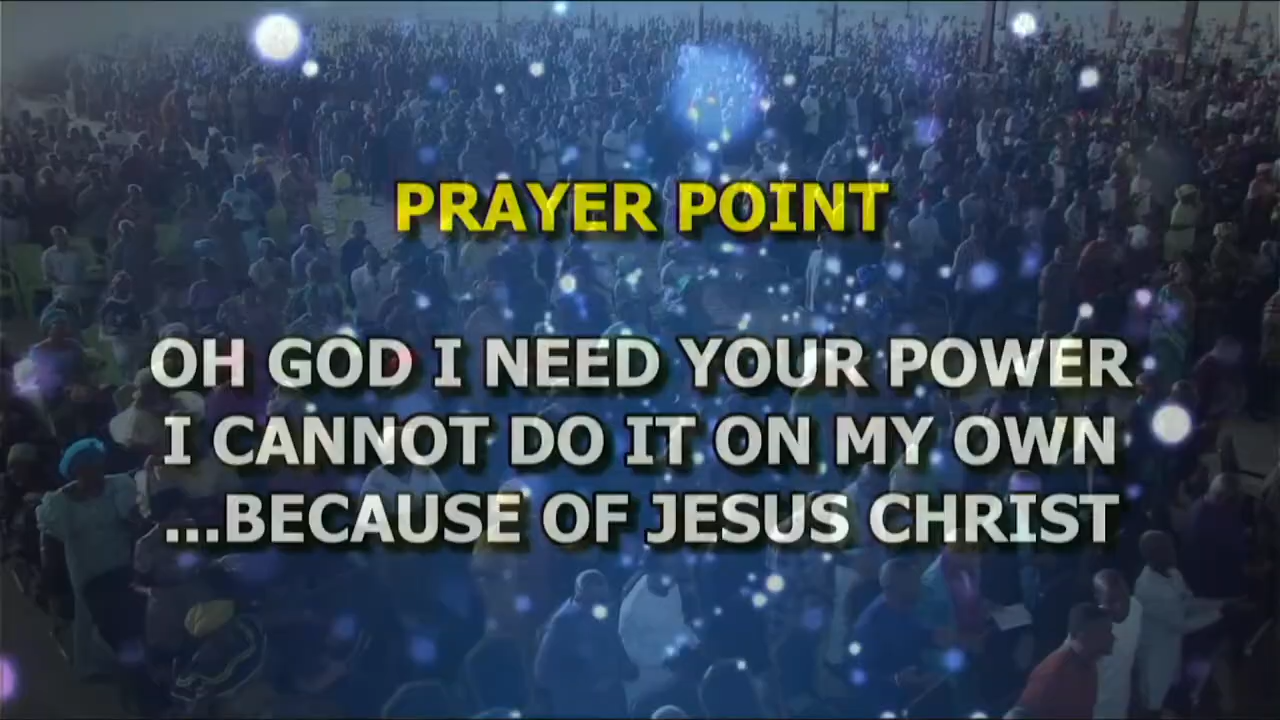 PRAYER POINT
OH GOD I NEED YOUR POWER
I CANNOT DO IT ON MY OWN
...BECAUSE OF JESUS CHRIST